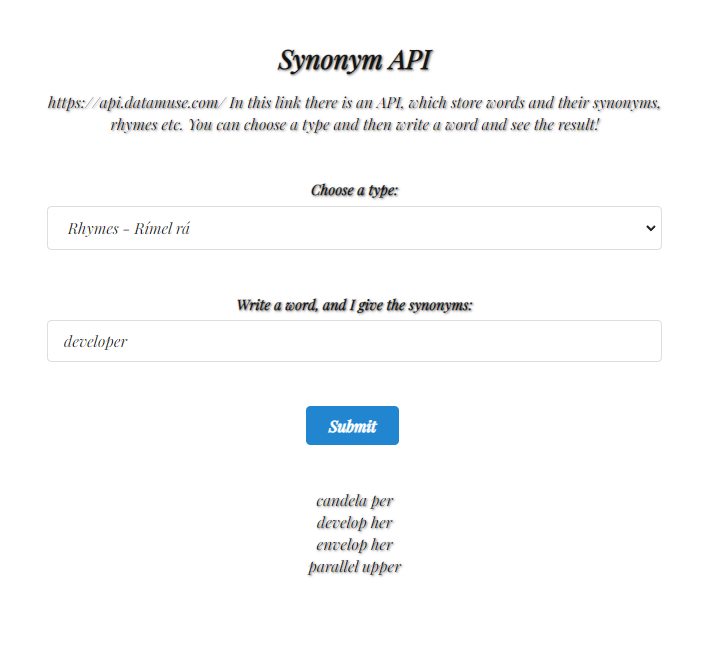 Synonym API
https://api.datamuse.com/ In this link there is an API, which store words and their synonyms,
rhymes etc. You can choose a type and then write a word and see the result!
Choose a type:
Rhymes - Rímel rá
Write a word, and I give the synonyms:
developer
Submit
candela per
develop her
envelop her
parallel upper